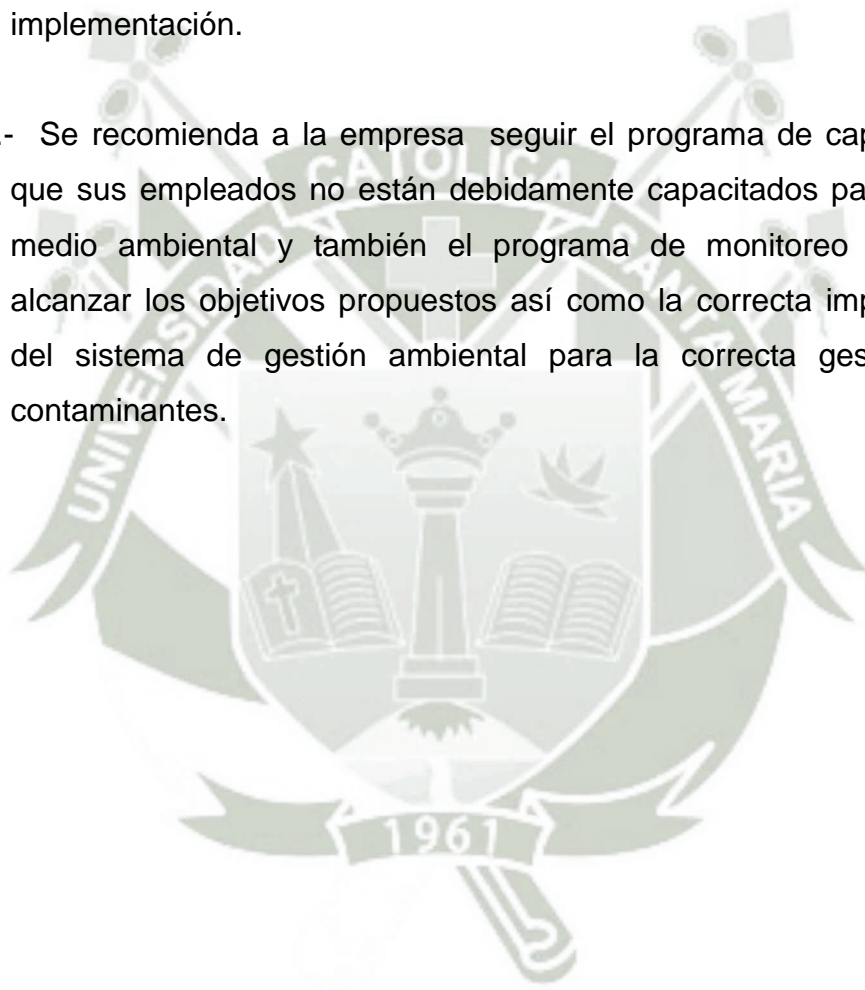 implementación.
.- Se recomienda a la empresa seguir el programa de cap
que sus empleados no están debidamente capacitados pa
medio ambiental y también el programa de monitoreo
alcanzar los objetivos propuestos así como la correcta imp
del sistema de gestión ambiental para la correcta ges
contaminantes.
UNIVERSIDAD CATOLICA SANTA MARIA
1961